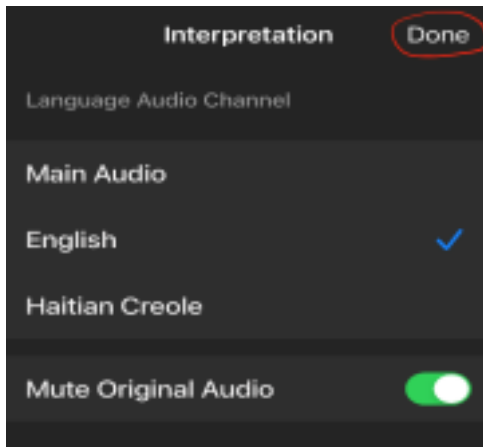 Interpretation Done
Language Audio Channel
Main Audio
English
Haitian Creole
Mute Original Audio